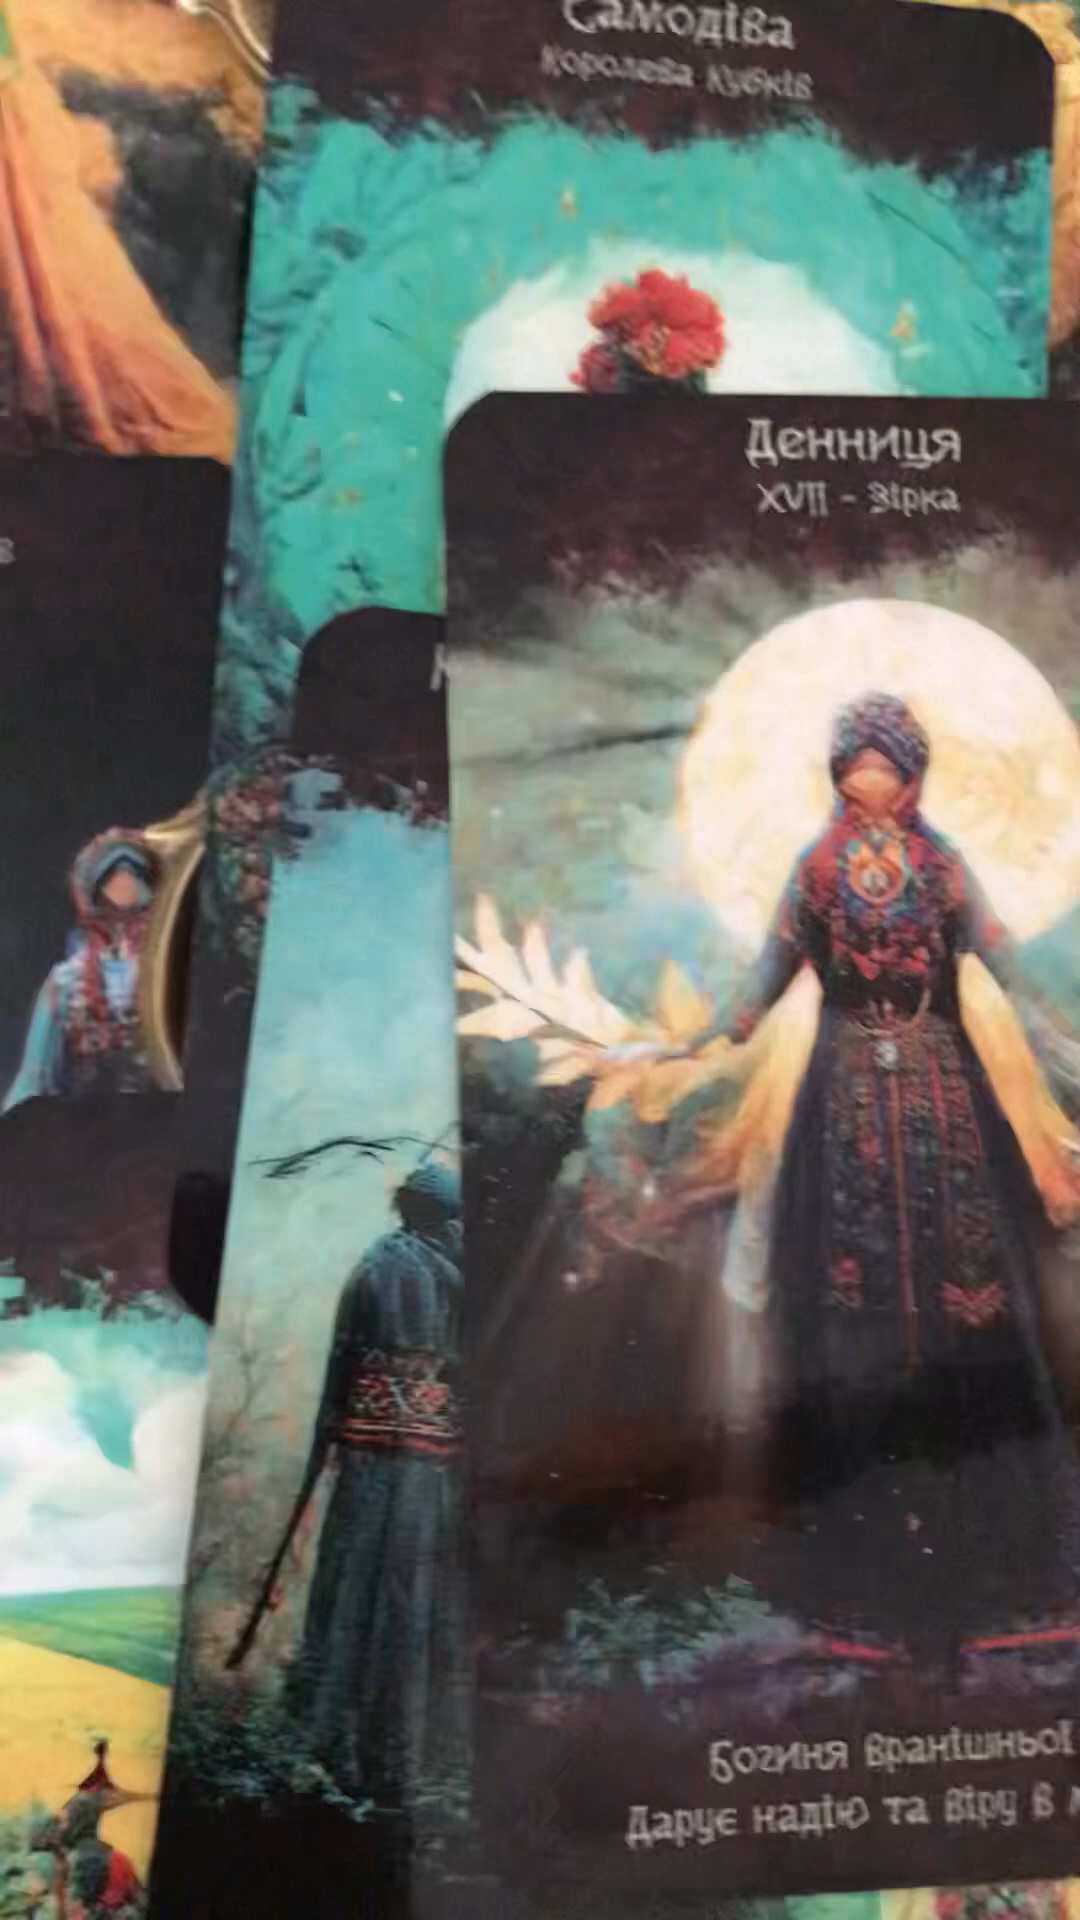 Самодіва
Королева Кубків
Денниця
XVII - Зірка
Богиня вранішньої
Дарує надію та віру в